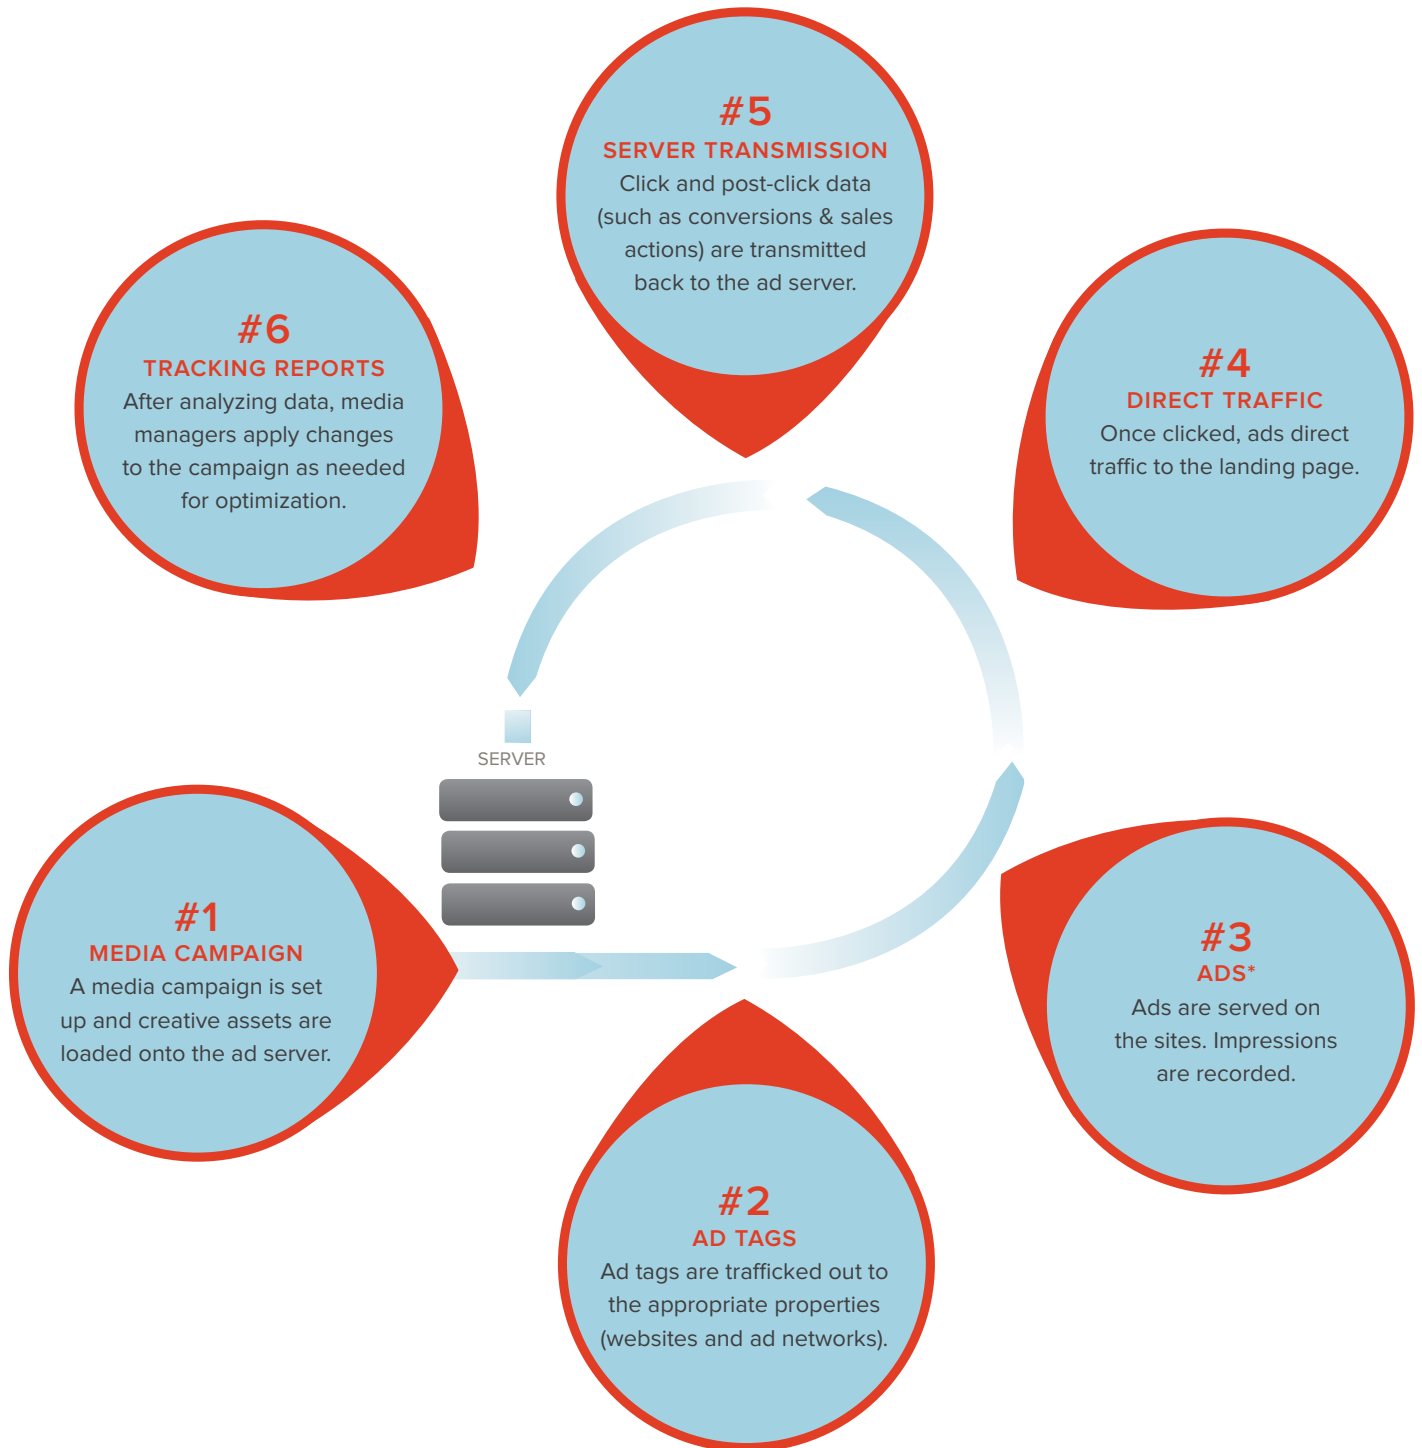 #5
SERVER TRANSMISSION
Click and post-click data
(such as conversions & sales
actions) are transmitted
back to the ad server.
#6
TRACKING REPORTS
After analyzing data, media
managers apply changes
to the campaign as needed
for optimization.
#4
DIRECT TRAFFIC
Once clicked, ads direct
traffic to the landing page.
SERVER
#1
MEDIA CAMPAIGN
A media campaign is set
up and creative assets are
loaded onto the ad server.
#3
ADS*
Ads are served on
the sites. Impressions
are recorded.
#2
AD TAGS
Ad tags are trafficked out to
the appropriate properties
(websites and ad networks).